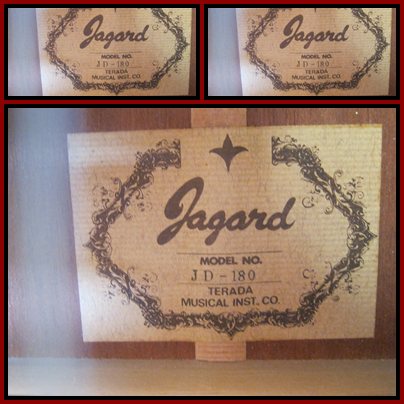 Jagard
MODEL NO.
JD-180
TERADA
MUSICAL INST. CO.
Jagard
MODEL NO.
JD-180
TERADA
MUSICAL INST. CO.
Jagard
MODEL NO.
JD-180
TERADA
MUSICAL INST. CO.